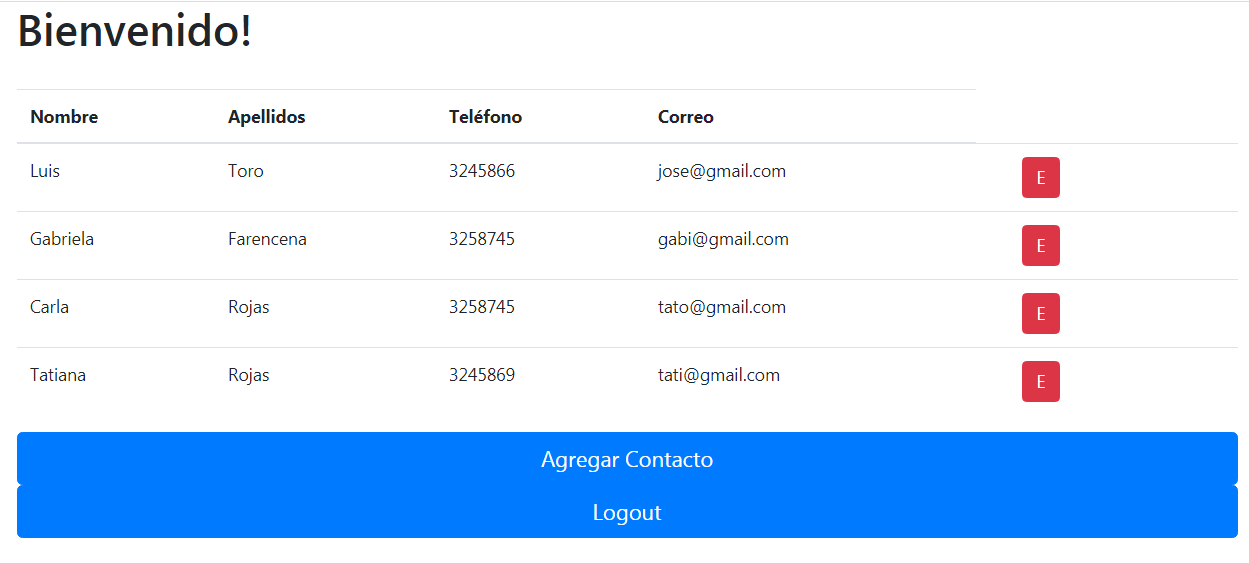 Bienvenido!
Nombre Apellidos Teléfono Correo
Luis Toro 3245866 jose@gmail.com E
Gabriela Farencena 3258745 gabi@gmail.com E
Carla Rojas 3258745 tato@gmail.com E
Tatiana Rojas 3245869 tati@gmail.com E
Agregar Contacto
Logout